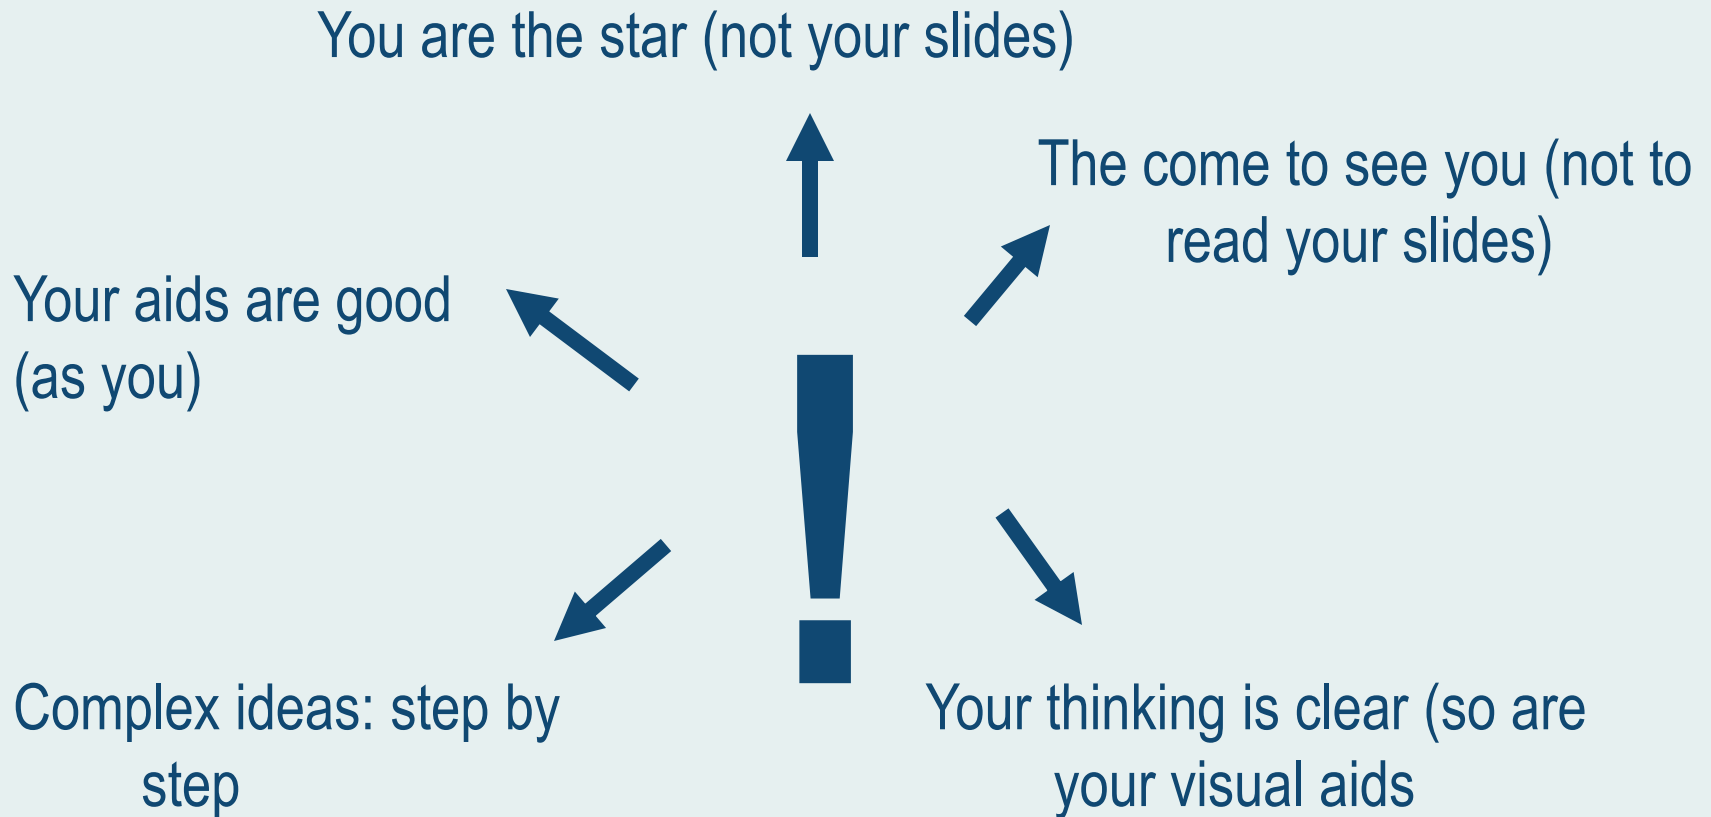 You are the star (not your slides)
The come to see you (not to
read your slides)
Your aids are good
(as you)
!
Complex ideas: step by
step
Your thinking is clear (so are
your visual aids